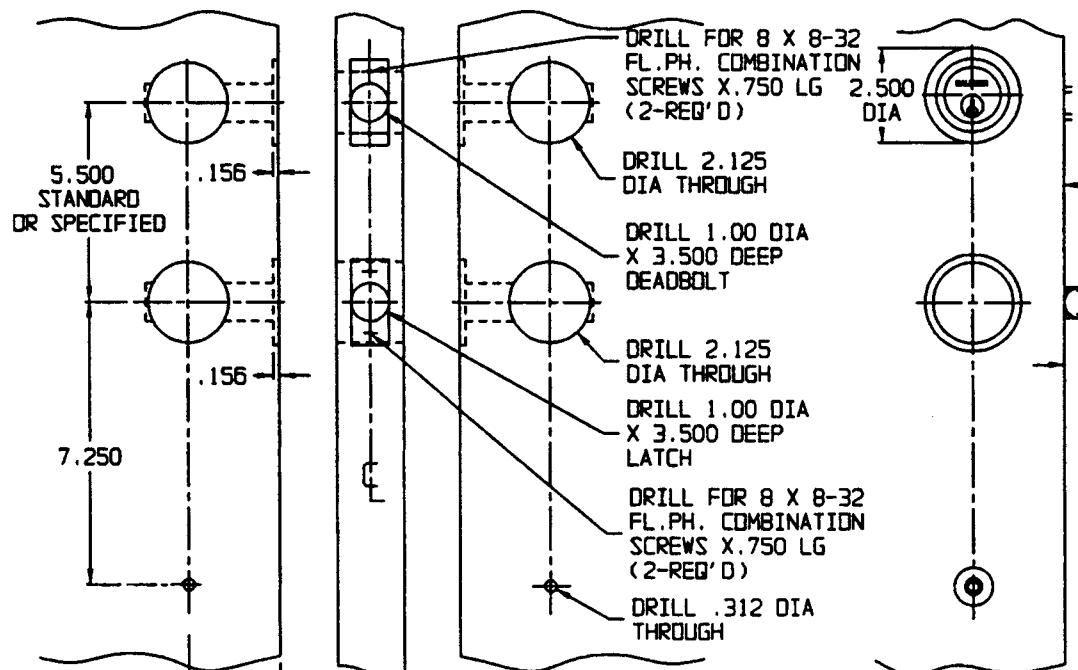 5.500
STANDARD
OR SPECIFIED
.156
.156
7.250
DRILL FOR 8 X 8-32
FL.PH. COMBINATION
SCREWS X.750 LG
(2-REQ'D)
DRILL 2.125
DIA THROUGH
DRILL 1.00 DIA
X 3.500 DEEP
DEADBOLT
DRILL 2.125
DIA THROUGH
DRILL 1.00 DIA
X 3.500 DEEP
LATCH
DRILL FOR 8 X 8-32
FL.PH. COMBINATION
SCREWS X.750 LG
(2-REQ'D)
DRILL .312 DIA
THROUGH
2.500
DIA